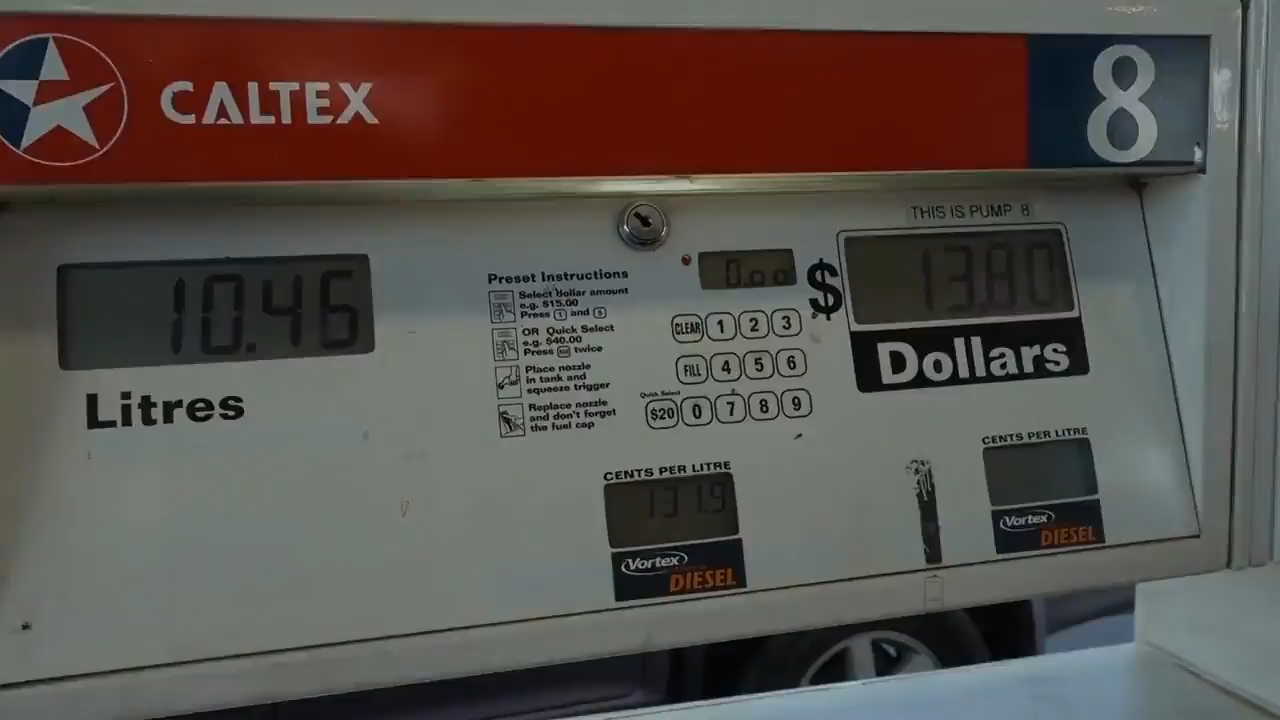 CALTEX
8
THIS IS PUMP 8
10.46
Litres
Preset Instructions
Select dollar amount
e.g. $15.00
Press 1 and 5
OR Quick Select
e.g. $40.00
Press $20 twice
Place nozzle
in tank and
squeeze trigger
Replace nozzle
and don't forget
the fuel cap
0.00
CLEAR 1 2 3
FILL 4 5 6
Quick Select
$20 0 7 8 9
$ 13.80
Dollars
CENTS PER LITRE
131.9
Vortex
DIESEL
CENTS PER LITRE
Vortex
DIESEL